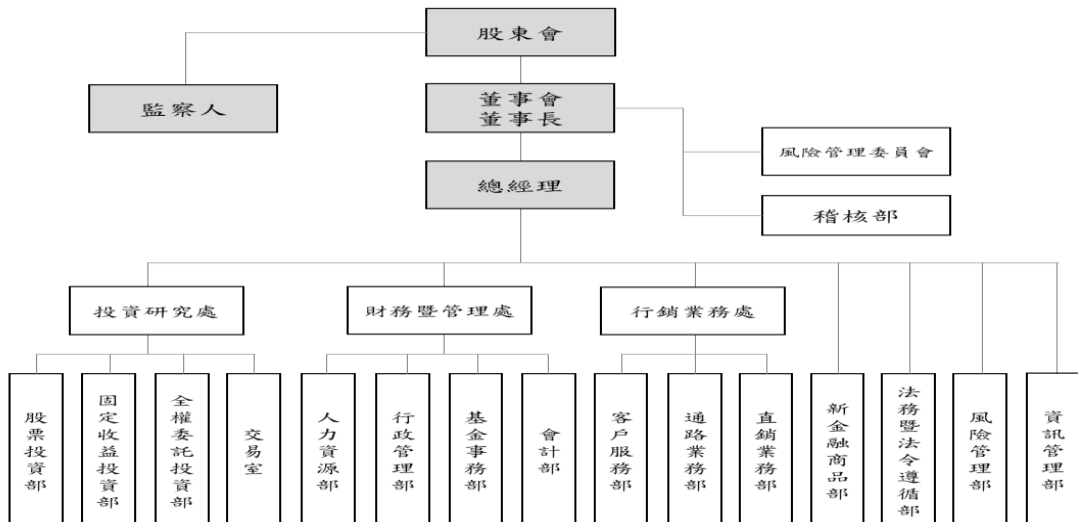 股東會
監察人
董事會
董事長
風險管理委員會
總經理
稽核部
投資研究處
財務暨管理處
行銷業務處
股票投資部
固定收益投資部
全權委託投資部
交易室
人力資源部
行政管理部
基金事務部
會計部
客戶服務部
通路業務部
直銷業務部
新金融商品部
法務暨法令遵循部
風險管理部
資訊管理部